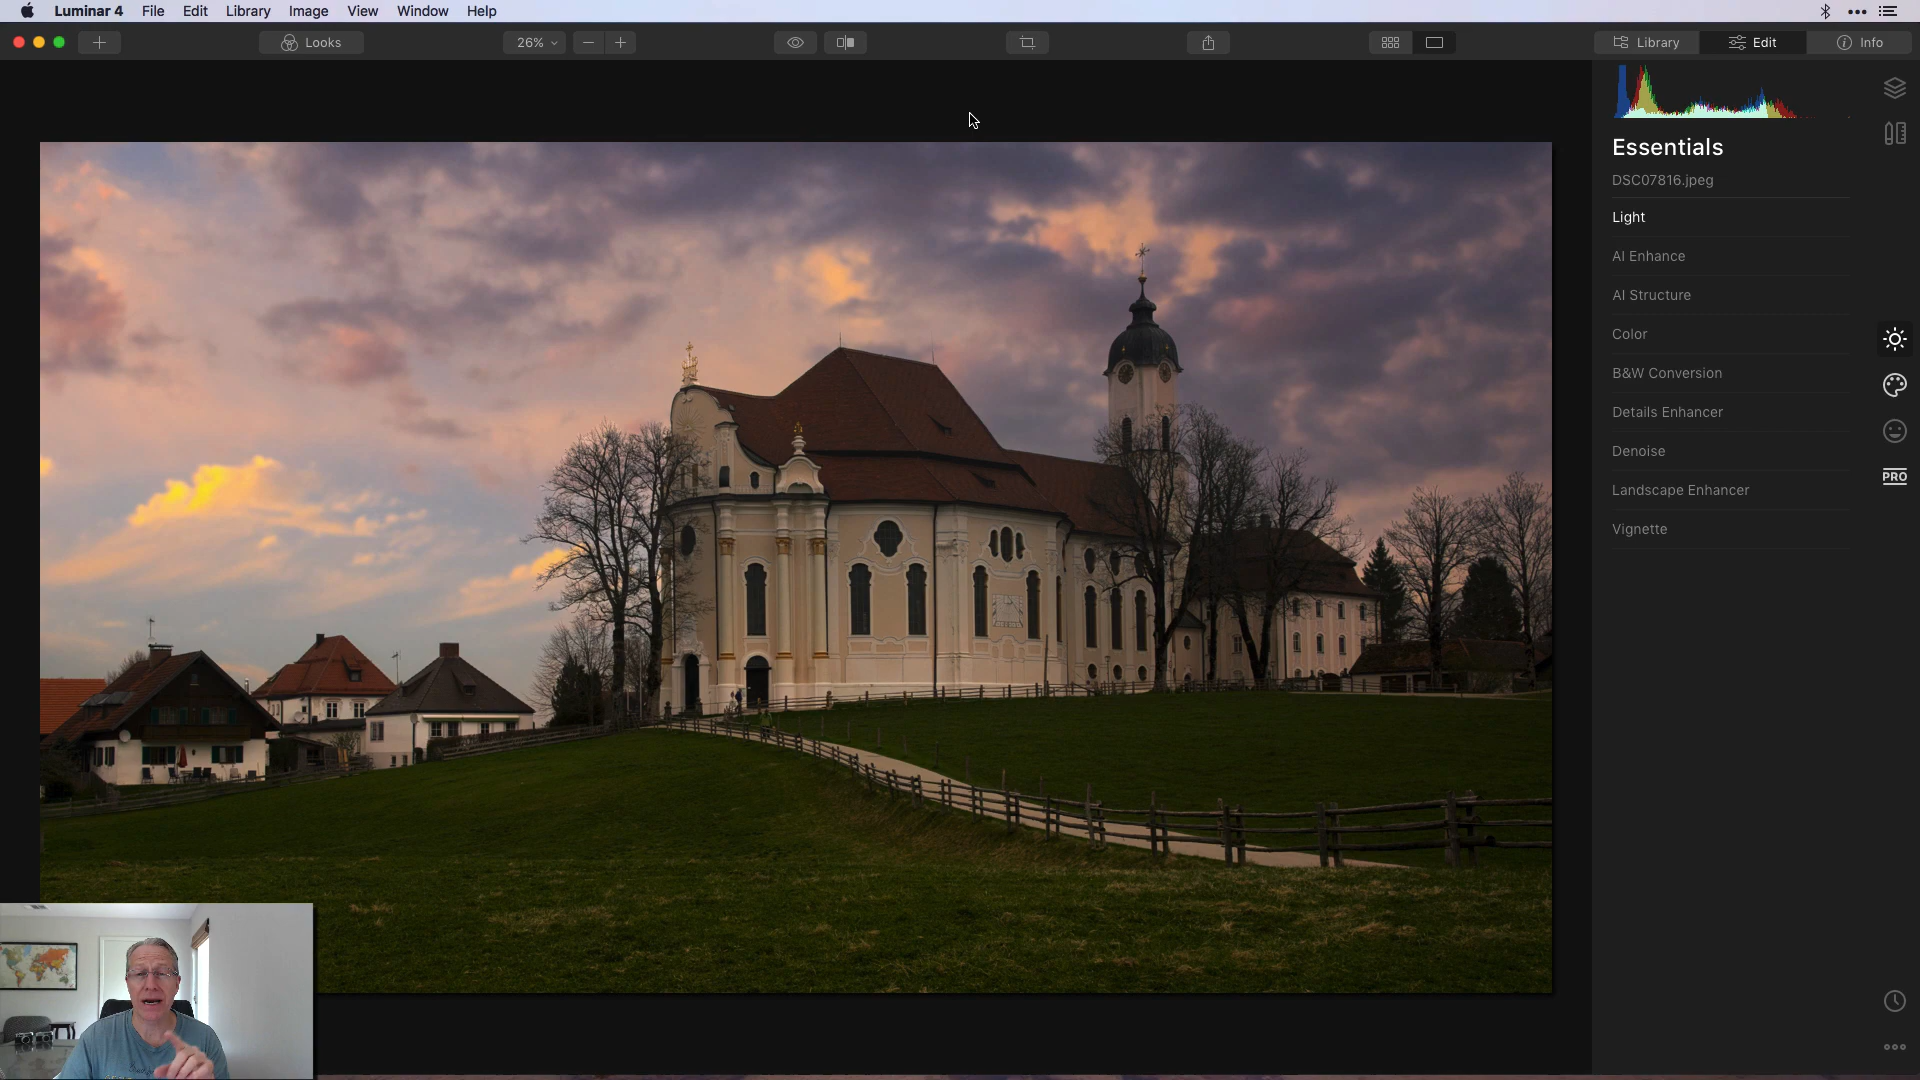 Luminar 4 File Edit Library Image View Window Help
Looks 26% Library Edit Info
Essentials
DSC07816.jpeg
Light
AI Enhance
AI Structure
Color
B&W Conversion
Details Enhancer
Denoise
Landscape Enhancer
Vignette
PRO